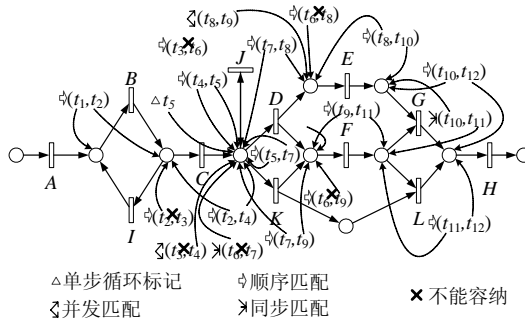 (t₈, t₉) (t₆, t₈)
(t₃, t₆) J (t₇, t₈) E (t₈, t₁₀)
B (t₄, t₅) (t₁₀, t₁₂)
(t₁, t₂) t₅ D (t₉, t₁₁) G
F (t₁₀, t₁₁)
A C (t₅, t₇)
I (t₂, t₃) (t₂, t₄) K (t₆, t₉) L H
(t₃, t₄) (t₆, t₇) (t₇, t₉) (t₁₁, t₁₂)
△单步循环标记 顺序匹配 ✖不能容纳
并发匹配 同步匹配